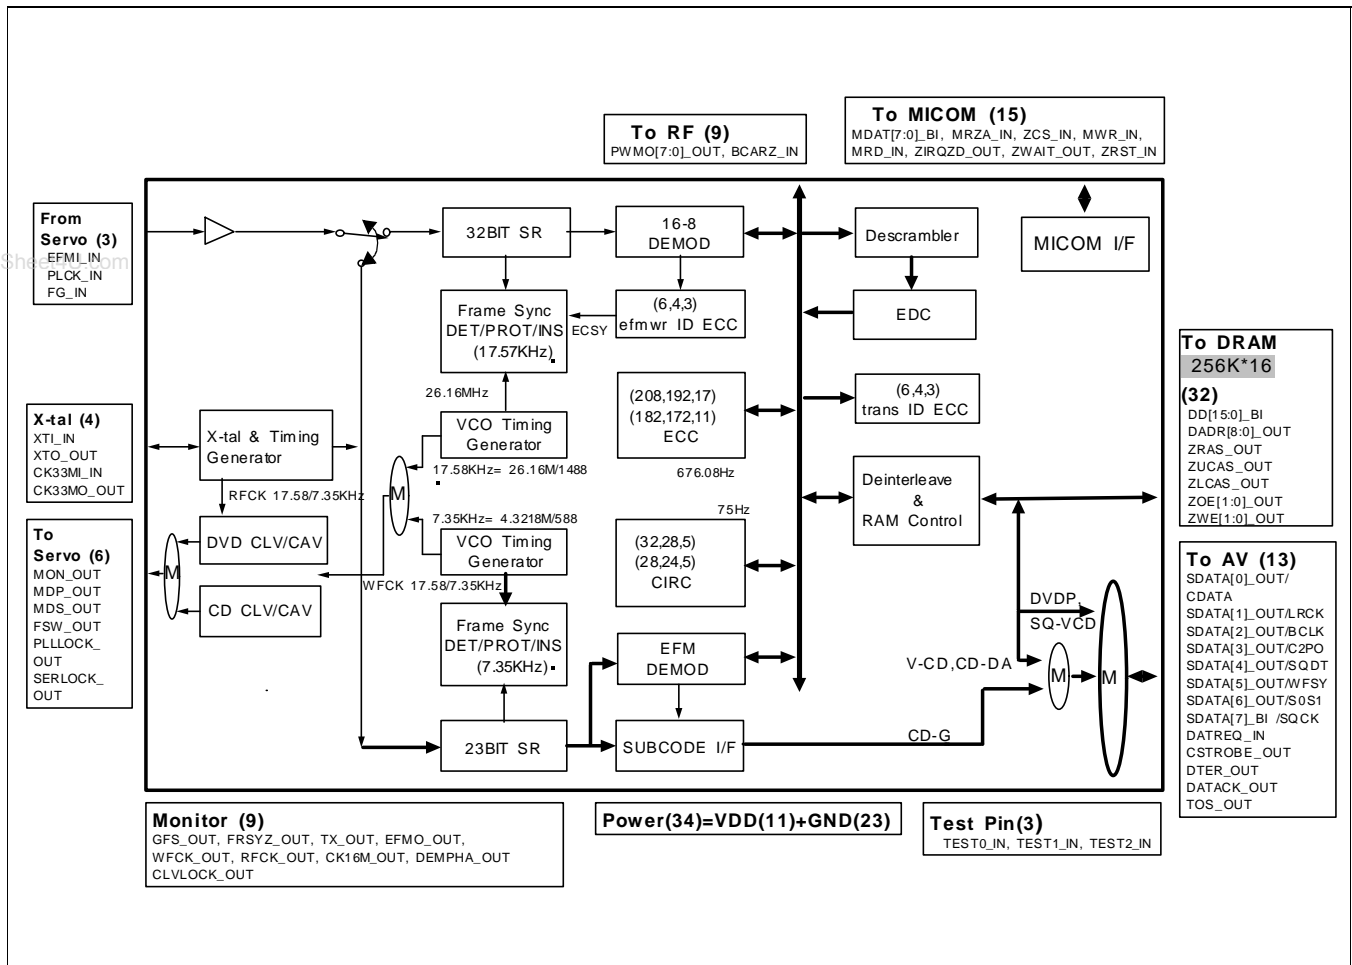 To RF (9)
PWMO[7:0]_OUT, BCARZ_IN
To MICOM (15)
MDAT[7:0]_BI, MRZA_IN, ZCS_IN, MWR_IN,
MRD_IN, ZIRQZD_OUT, ZWAIT_OUT, ZRST_IN
From
Servo (3)
EFMI_IN
PLCK_IN
FG_IN
Sheet4U.com
32BIT SR
16-8
DEMOD
Descrambler
MICOM I/F
Frame Sync
DET/PROT/INS
(17.57KHz)
ECSY
(6,4,3)
efmwr ID ECC
EDC
26.16MHz
To DRAM
256K*16
(32)
DD[15:0]_BI
DADR[8:0]_OUT
ZRAS_OUT
ZUCAS_OUT
ZLCAS_OUT
ZOE[1:0]_OUT
ZWE[1:0]_OUT
X-tal (4)
XTI_IN
XTO_OUT
CK33MI_IN
CK33MO_OUT
X-tal & Timing
Generator
VCO Timing
Generator
(208,192,17)
(182,172,11)
ECC
(6,4,3)
trans ID ECC
17.58KHz= 26.16M/1488
676.08Hz
RFCK 17.58/7.35KHz
M
Deinterleave
&
RAM Control
7.35KHz= 4.3218M/588
75Hz
To
Servo (6)
MON_OUT
MDP_OUT
MDS_OUT
FSW_OUT
PLLLOCK_
OUT
SERLOCK_
OUT
M
DVD CLV/CAV
CD CLV/CAV
VCO Timing
Generator
WFCK 17.58/7.35KHz
(32,28,5)
(28,24,5)
CIRC
Frame Sync
DET/PROT/INS
(7.35KHz)
EFM
DEMOD
DVDP,
SQ-VCD
V-CD,CD-DA
M
M
23BIT SR
SUBCODE I/F
CD-G
To AV (13)
SDATA[0]_OUT/
CDATA
SDATA[1]_OUT/LRCK
SDATA[2]_OUT/BCLK
SDATA[3]_OUT/C2PO
SDATA[4]_OUT/SQDT
SDATA[5]_OUT/WFSY
SDATA[6]_OUT/S0S1
SDATA[7]_BI /SQCK
DATREQ_IN
CSTROBE_OUT
DTER_OUT
DATACK_OUT
TOS_OUT
Monitor (9)
GFS_OUT, FRSYZ_OUT, TX_OUT, EFMO_OUT,
WFCK_OUT, RFCK_OUT, CK16M_OUT, DEMPHA_OUT
CLVLOCK_OUT
Power(34)=VDD(11)+GND(23)
Test Pin(3)
TEST0_IN, TEST1_IN, TEST2_IN